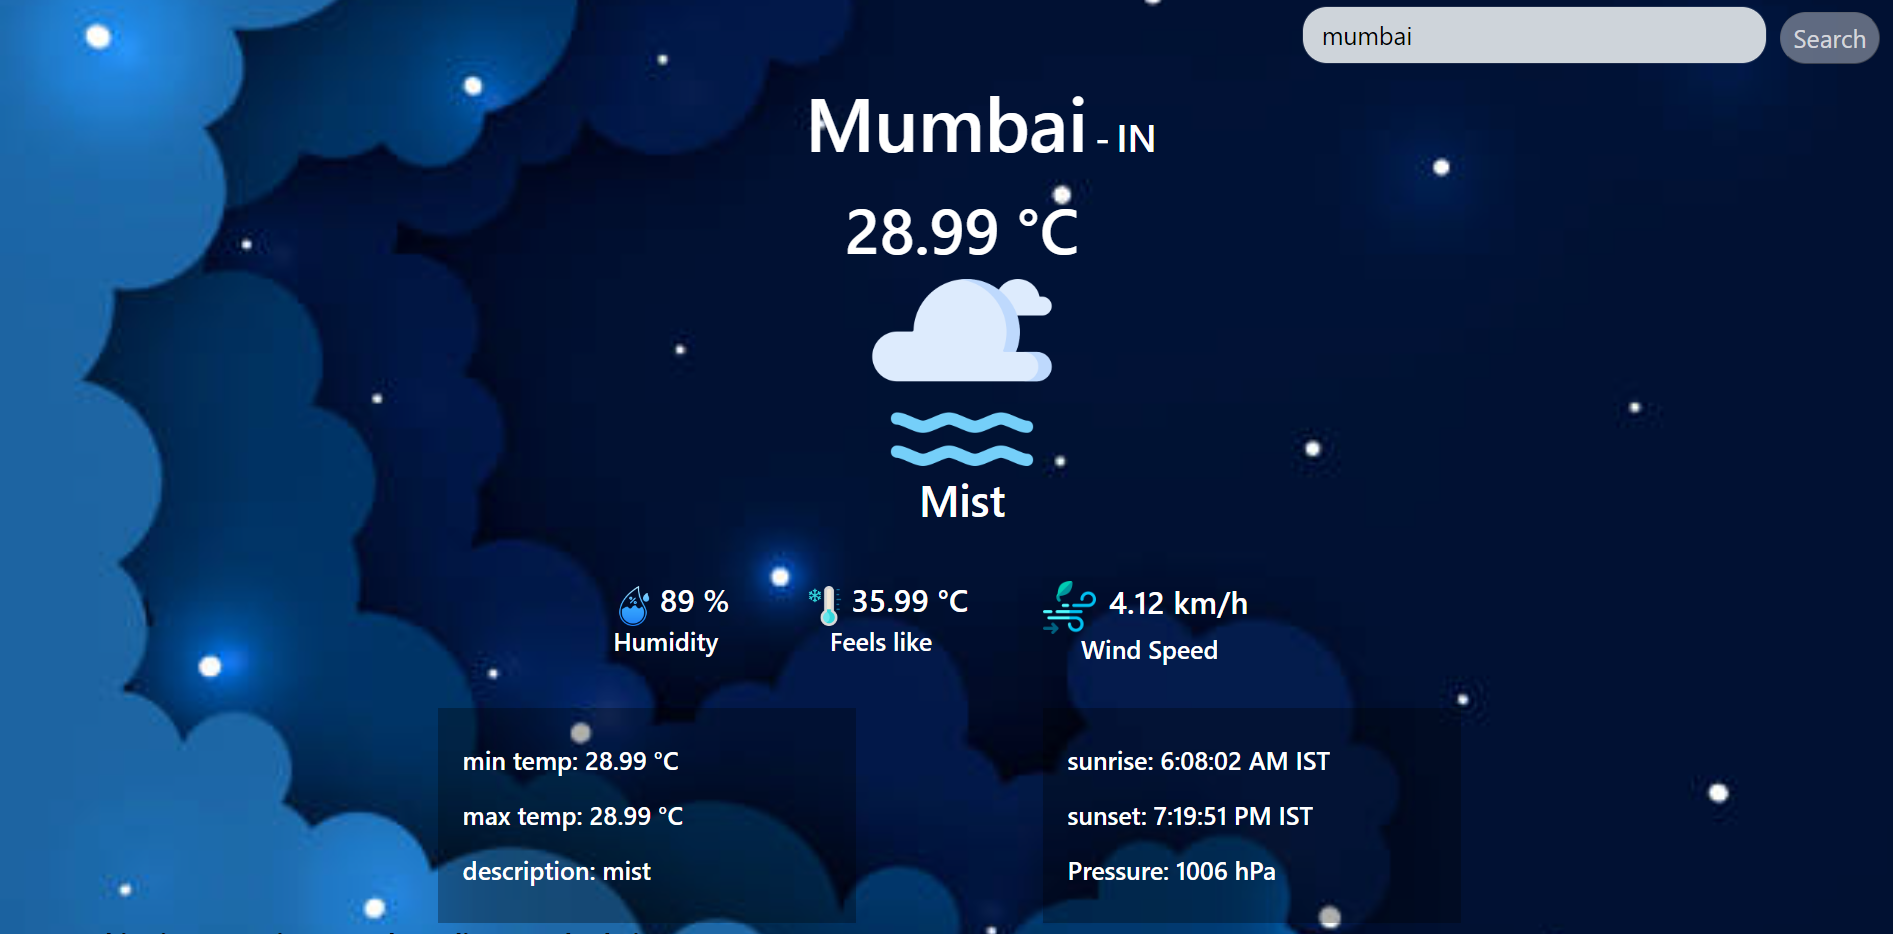 mumbai
Search
Mumbai - IN
28.99 °C
Mist
89 %
Humidity
35.99 °C
Feels like
4.12 km/h
Wind Speed
min temp: 28.99 °C
max temp: 28.99 °C
description: mist
sunrise: 6:08:02 AM IST
sunset: 7:19:51 PM IST
Pressure: 1006 hPa